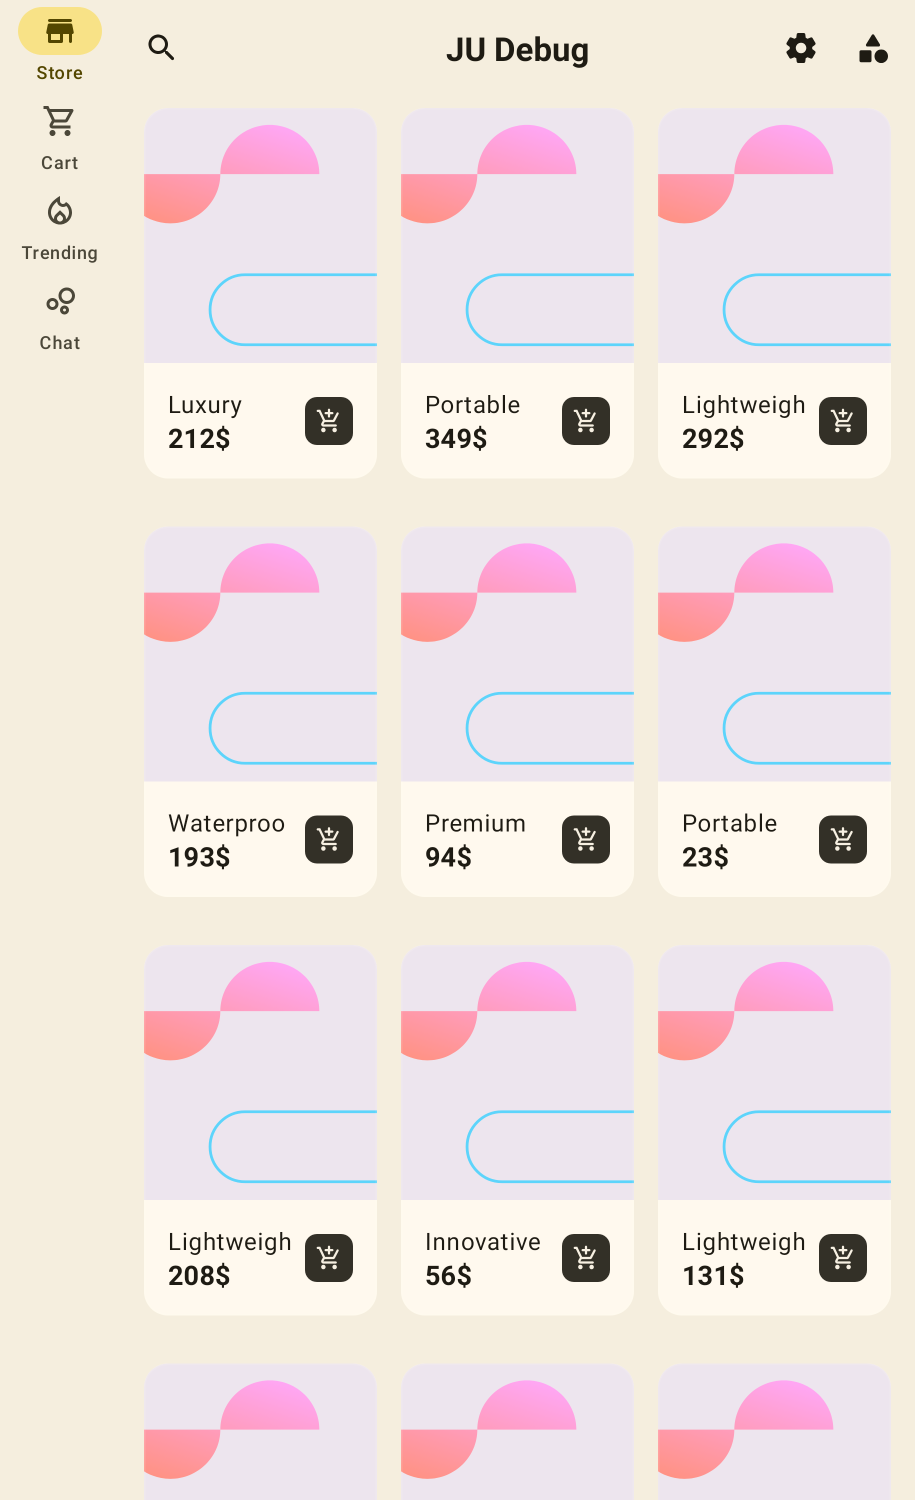 Store
Cart
Trending
Chat
JU Debug
Luxury
212$
Portable
349$
Lightweigh
292$
Waterproo
193$
Premium
94$
Portable
23$
Lightweigh
208$
Innovative
56$
Lightweigh
131$